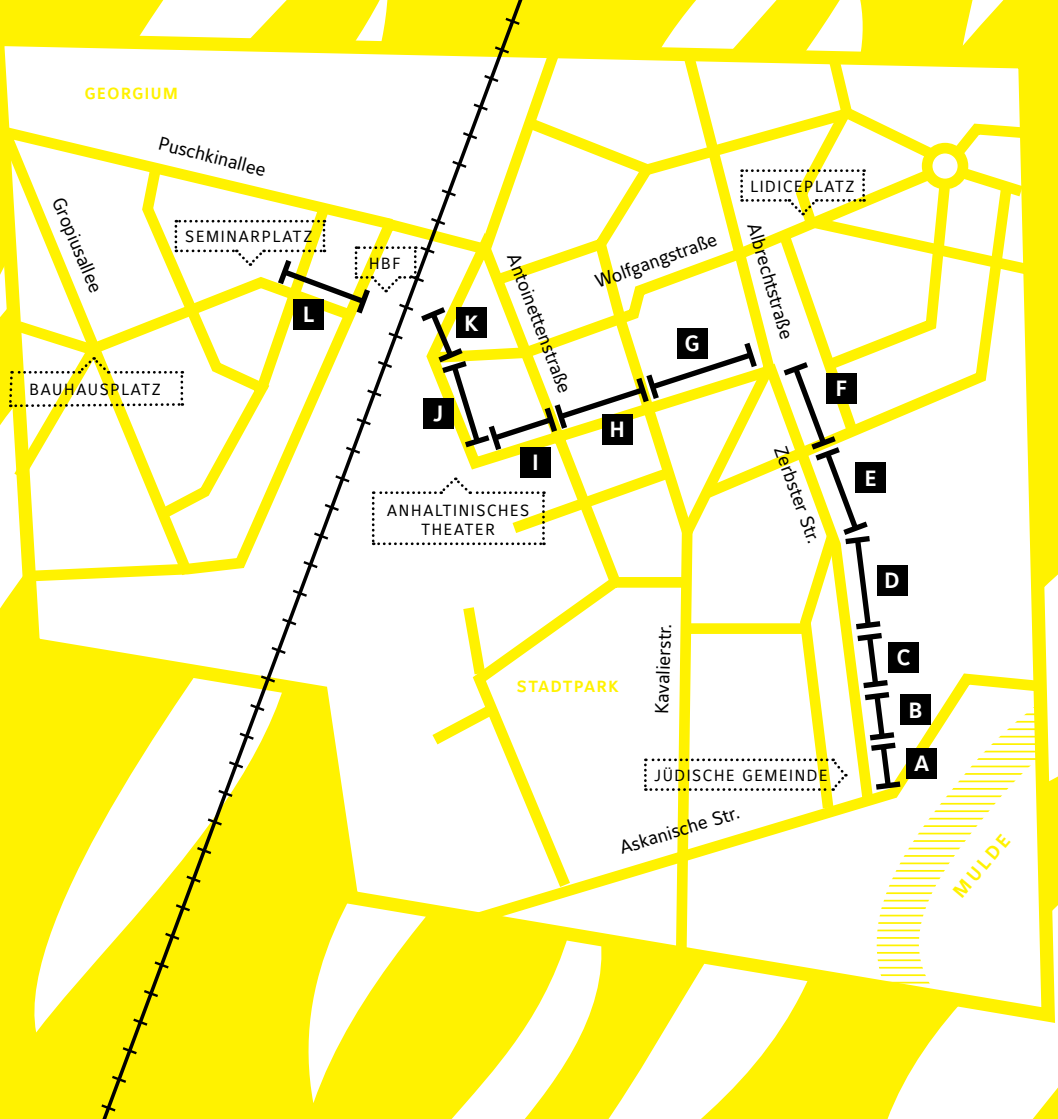 GEORGIUM
Puschkinallee
LIDICEPLATZ
Gropiusallee
SEMINARPLATZ
Albrechtstraße
Wolfgangstraße
HBF
Antoinettenstraße
L
K
G
BAUHAUSPLATZ
F
J
H
I
E
Zerbster Str.
ANHALTINISCHES
THEATER
D
Kavalierstr.
C
STADTPARK
B
A
JÜDISCHE GEMEINDE
Askanische Str.
MULDE